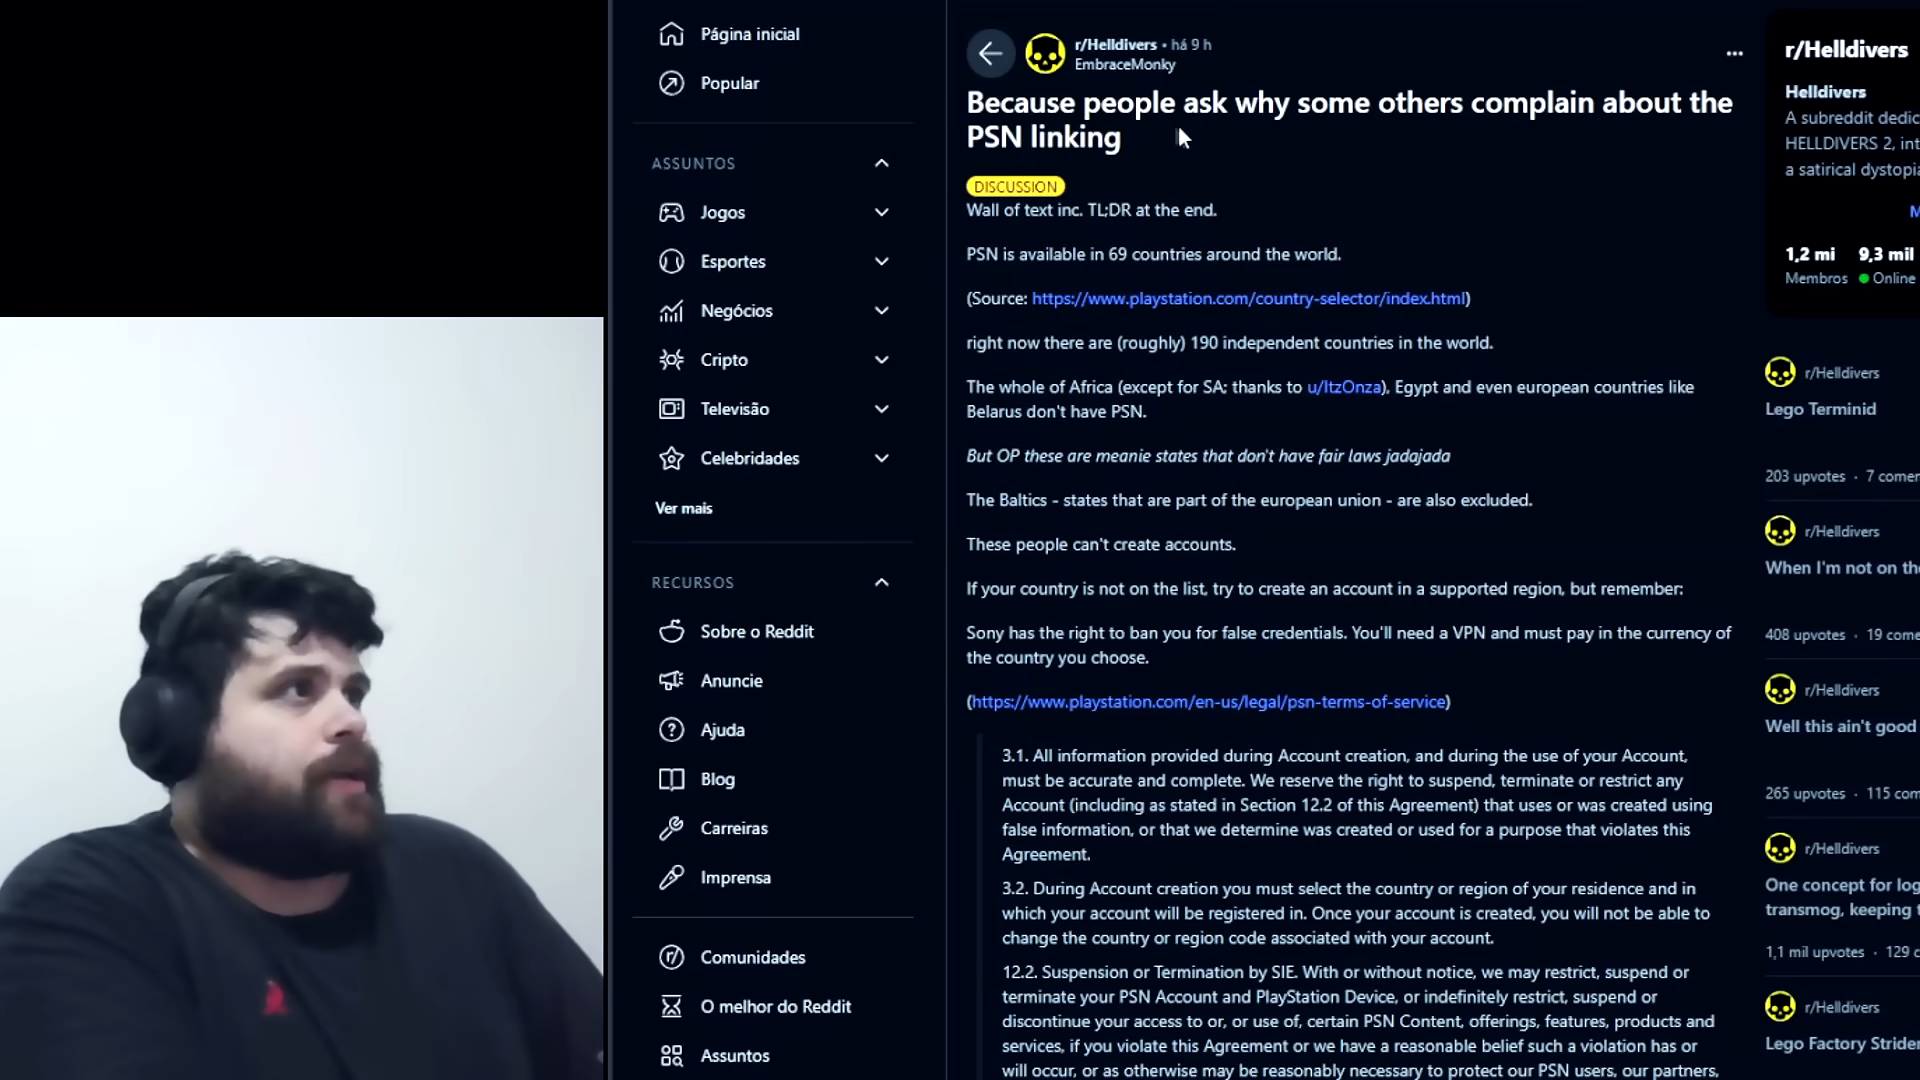 Página inicial
Popular
ASSUNTOS
Jogos
Esportes
Negócios
Cripto
Televisão
Celebridades
Ver mais
RECURSOS
Sobre o Reddit
Anuncie
Ajuda
Blog
Carreiras
Imprensa
Comunidades
O melhor do Reddit
Assuntos
r/Helldivers • há 9 h
EmbraceMonky
Because people ask why some others complain about the
PSN linking
DISCUSSION
Wall of text inc. TL;DR at the end.
PSN is available in 69 countries around the world.
(Source: https://www.playstation.com/country-selector/index.html)
right now there are (roughly) 190 independent countries in the world.
The whole of Africa (except for SA; thanks to u/ItzOnza), Egypt and even european countries like
Belarus don't have PSN.
But OP these are meanie states that don't have fair laws jadajada
The Baltics - states that are part of the european union - are also excluded.
These people can't create accounts.
If your country is not on the list, try to create an account in a supported region, but remember:
Sony has the right to ban you for false credentials. You'll need a VPN and must pay in the currency of
the country you choose.
(https://www.playstation.com/en-us/legal/psn-terms-of-service)
3.1. All information provided during Account creation, and during the use of your Account,
must be accurate and complete. We reserve the right to suspend, terminate or restrict any
Account (including as stated in Section 12.2 of this Agreement) that uses or was created using
false information, or that we determine was created or used for a purpose that violates this
Agreement.
3.2. During Account creation you must select the country or region of your residence and in
which your account will be registered in. Once your account is created, you will not be able to
change the country or region code associated with your account.
12.2. Suspension or Termination by SIE. With or without notice, we may restrict, suspend or
terminate your PSN Account and PlayStation Device, or indefinitely restrict, suspend or
discontinue your access to or, or use of, certain PSN Content, offerings, features, products and
services, if you violate this Agreement or we have a reasonable belief such a violation has or
will occur, or as otherwise may be reasonably necessary to protect our PSN users, our partners,
r/Helldivers
Helldivers
A subreddit dedic
HELLDIVERS 2, int
a satirical dystopia
M
1,2 mi 9,3 mil
Membros Online
r/Helldivers
Lego Terminid
203 upvotes · 7 comen
r/Helldivers
When I'm not on the
408 upvotes · 19 come
r/Helldivers
Well this ain't good
265 upvotes · 115 com
r/Helldivers
One concept for log
transmog, keeping t
1,1 mil upvotes · 129 c
r/Helldivers
Lego Factory Strider